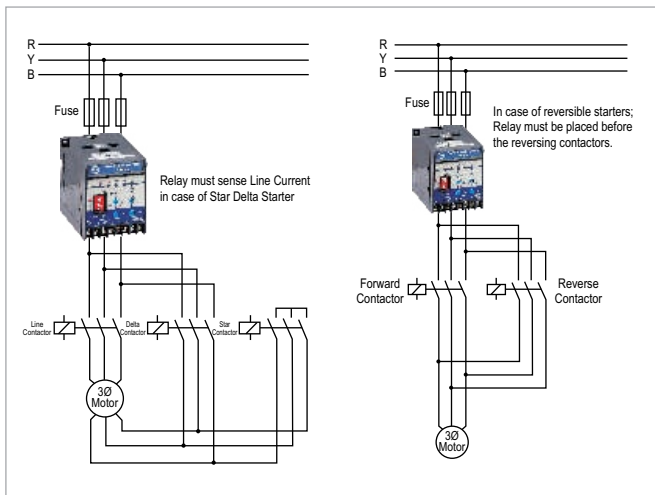 R
Y
B
Fuse
Relay must sense Line Current
in case of Star Delta Starter
Line
Contactor
Delta
Contactor
Star
Contactor
3Ø
Motor
R
Y
B
Fuse
In case of reversible starters;
Relay must be placed before
the reversing contactors.
Forward
Contactor
Reverse
Contactor
3Ø
Motor